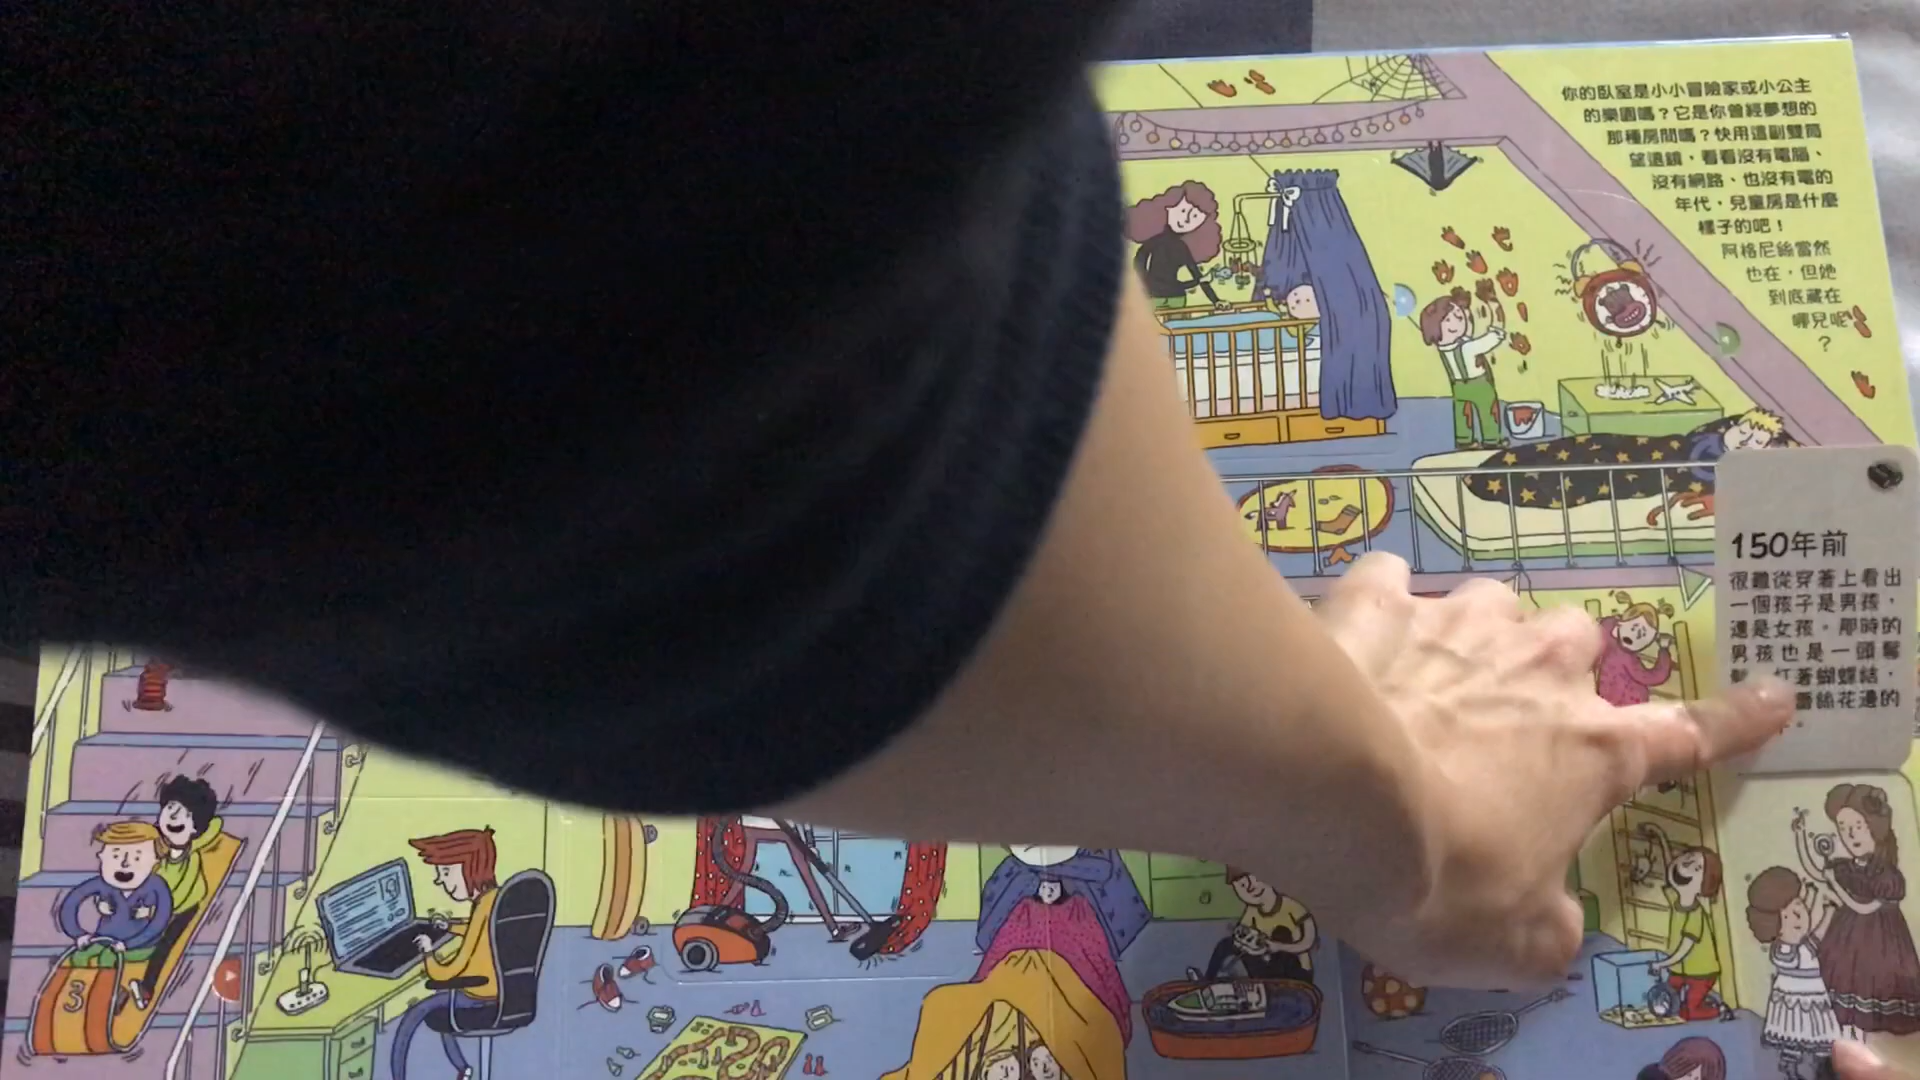 你的臥室是小小冒險家或小公主
的樂園嗎？它是你曾經夢想的
那種房間嗎？快用這副雙筒
望遠鏡，看看沒有電腦、
沒有網路、也沒有電的
年代，兒童房是什麼
樣子的吧！
阿格尼絲當然
也在，但她
到底藏在
哪兒呢
？
150年前
很難從穿著上看出
一個孩子是男孩，
還是女孩。那時的
男孩也是一頭鬈
著蝴蝶結，
蕾絲花邊的
。
3